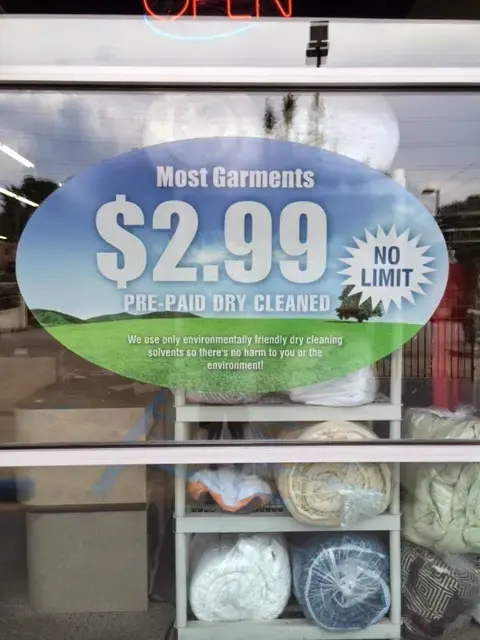 OPEN
Most Garments
$2.99
NO
LIMIT
PRE-PAID DRY CLEANED
We use only environmentally friendly dry cleaning
solvents so there's no harm to you or the
environment!